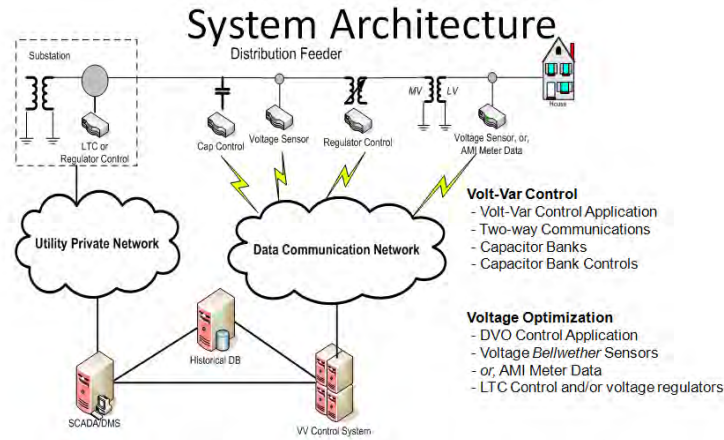 System Architecture
Substation
Distribution Feeder
MV
LV
House
LTC or
Regulator Control
Cap Control
Voltage Sensor
Regulator Control
Voltage Sensor, or,
AMI Meter Data
Utility Private Network
Data Communication Network
Volt-Var Control
- Volt-Var Control Application
- Two-way Communications
- Capacitor Banks
- Capacitor Bank Controls
Historical DB
Voltage Optimization
- DVO Control Application
- Voltage Bellwether Sensors
- or, AMI Meter Data
- LTC Control and/or voltage regulators
SCADA/DMS
VV Control System